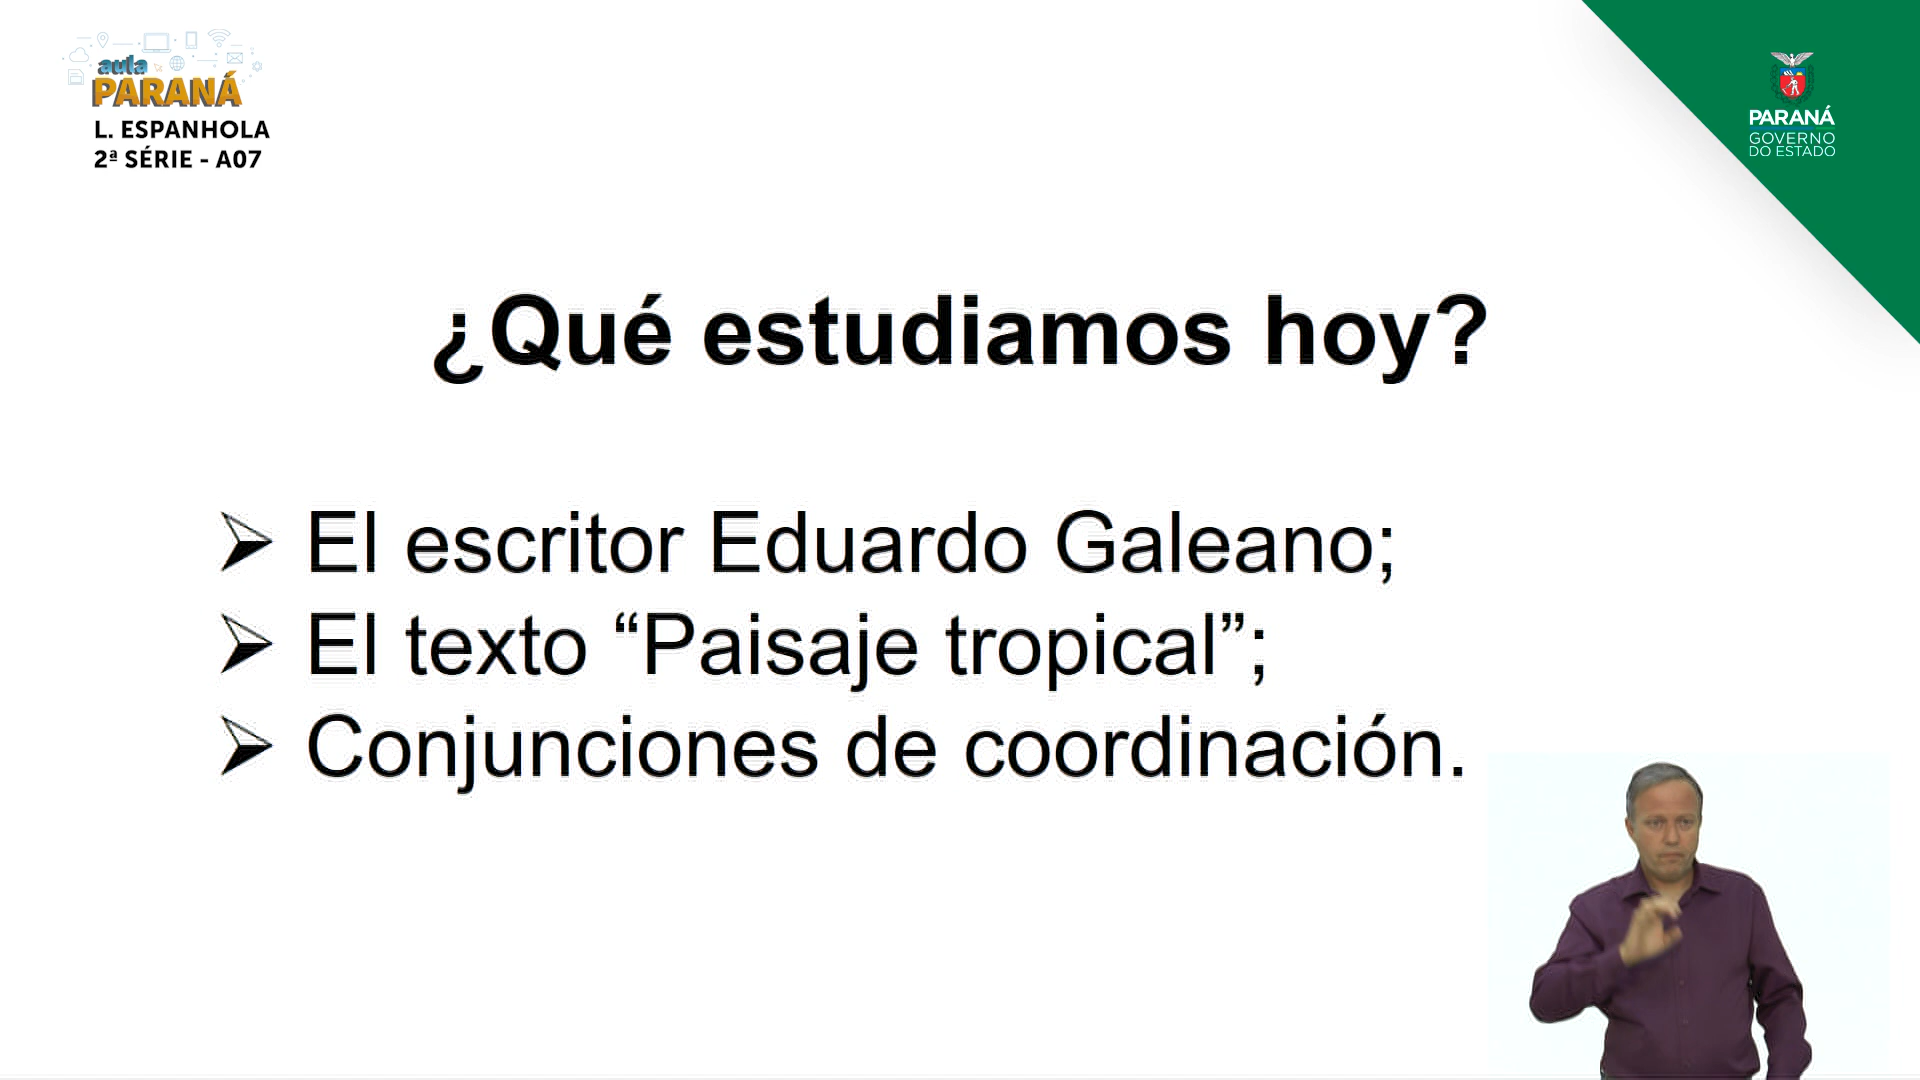 aula
PARANÁ
L. ESPANHOLA
2ª SÉRIE - A07
PARANÁ
GOVERNO
DO ESTADO
¿Qué estudiamos hoy?
El escritor Eduardo Galeano;
El texto “Paisaje tropical”;
Conjunciones de coordinación.